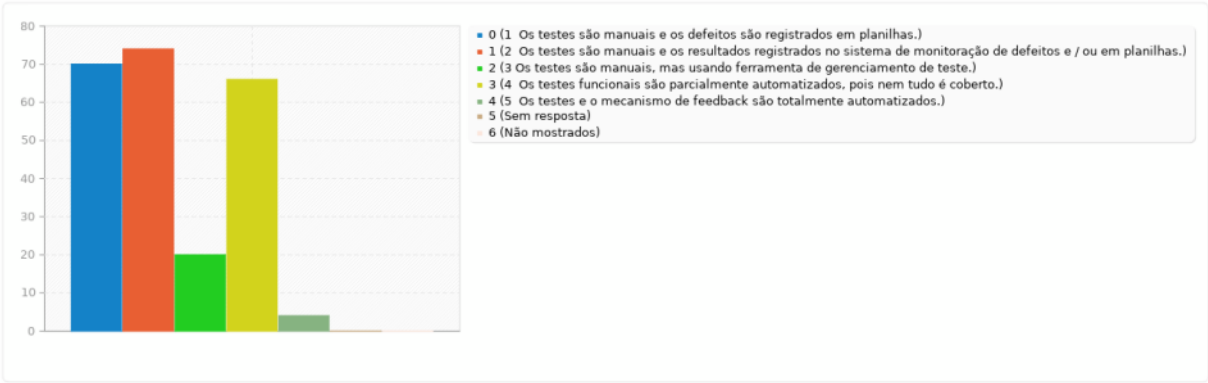 80
70
60
50
40
30
20
10
0
0 (1  Os testes são manuais e os defeitos são registrados em planilhas.)
1 (2  Os testes são manuais e os resultados registrados no sistema de monitoração de defeitos e / ou em planilhas.)
2 (3 Os testes são manuais, mas usando ferramenta de gerenciamento de teste.)
3 (4  Os testes funcionais são parcialmente automatizados, pois nem tudo é coberto.)
4 (5  Os testes e o mecanismo de feedback são totalmente automatizados.)
5 (Sem resposta)
6 (Não mostrados)